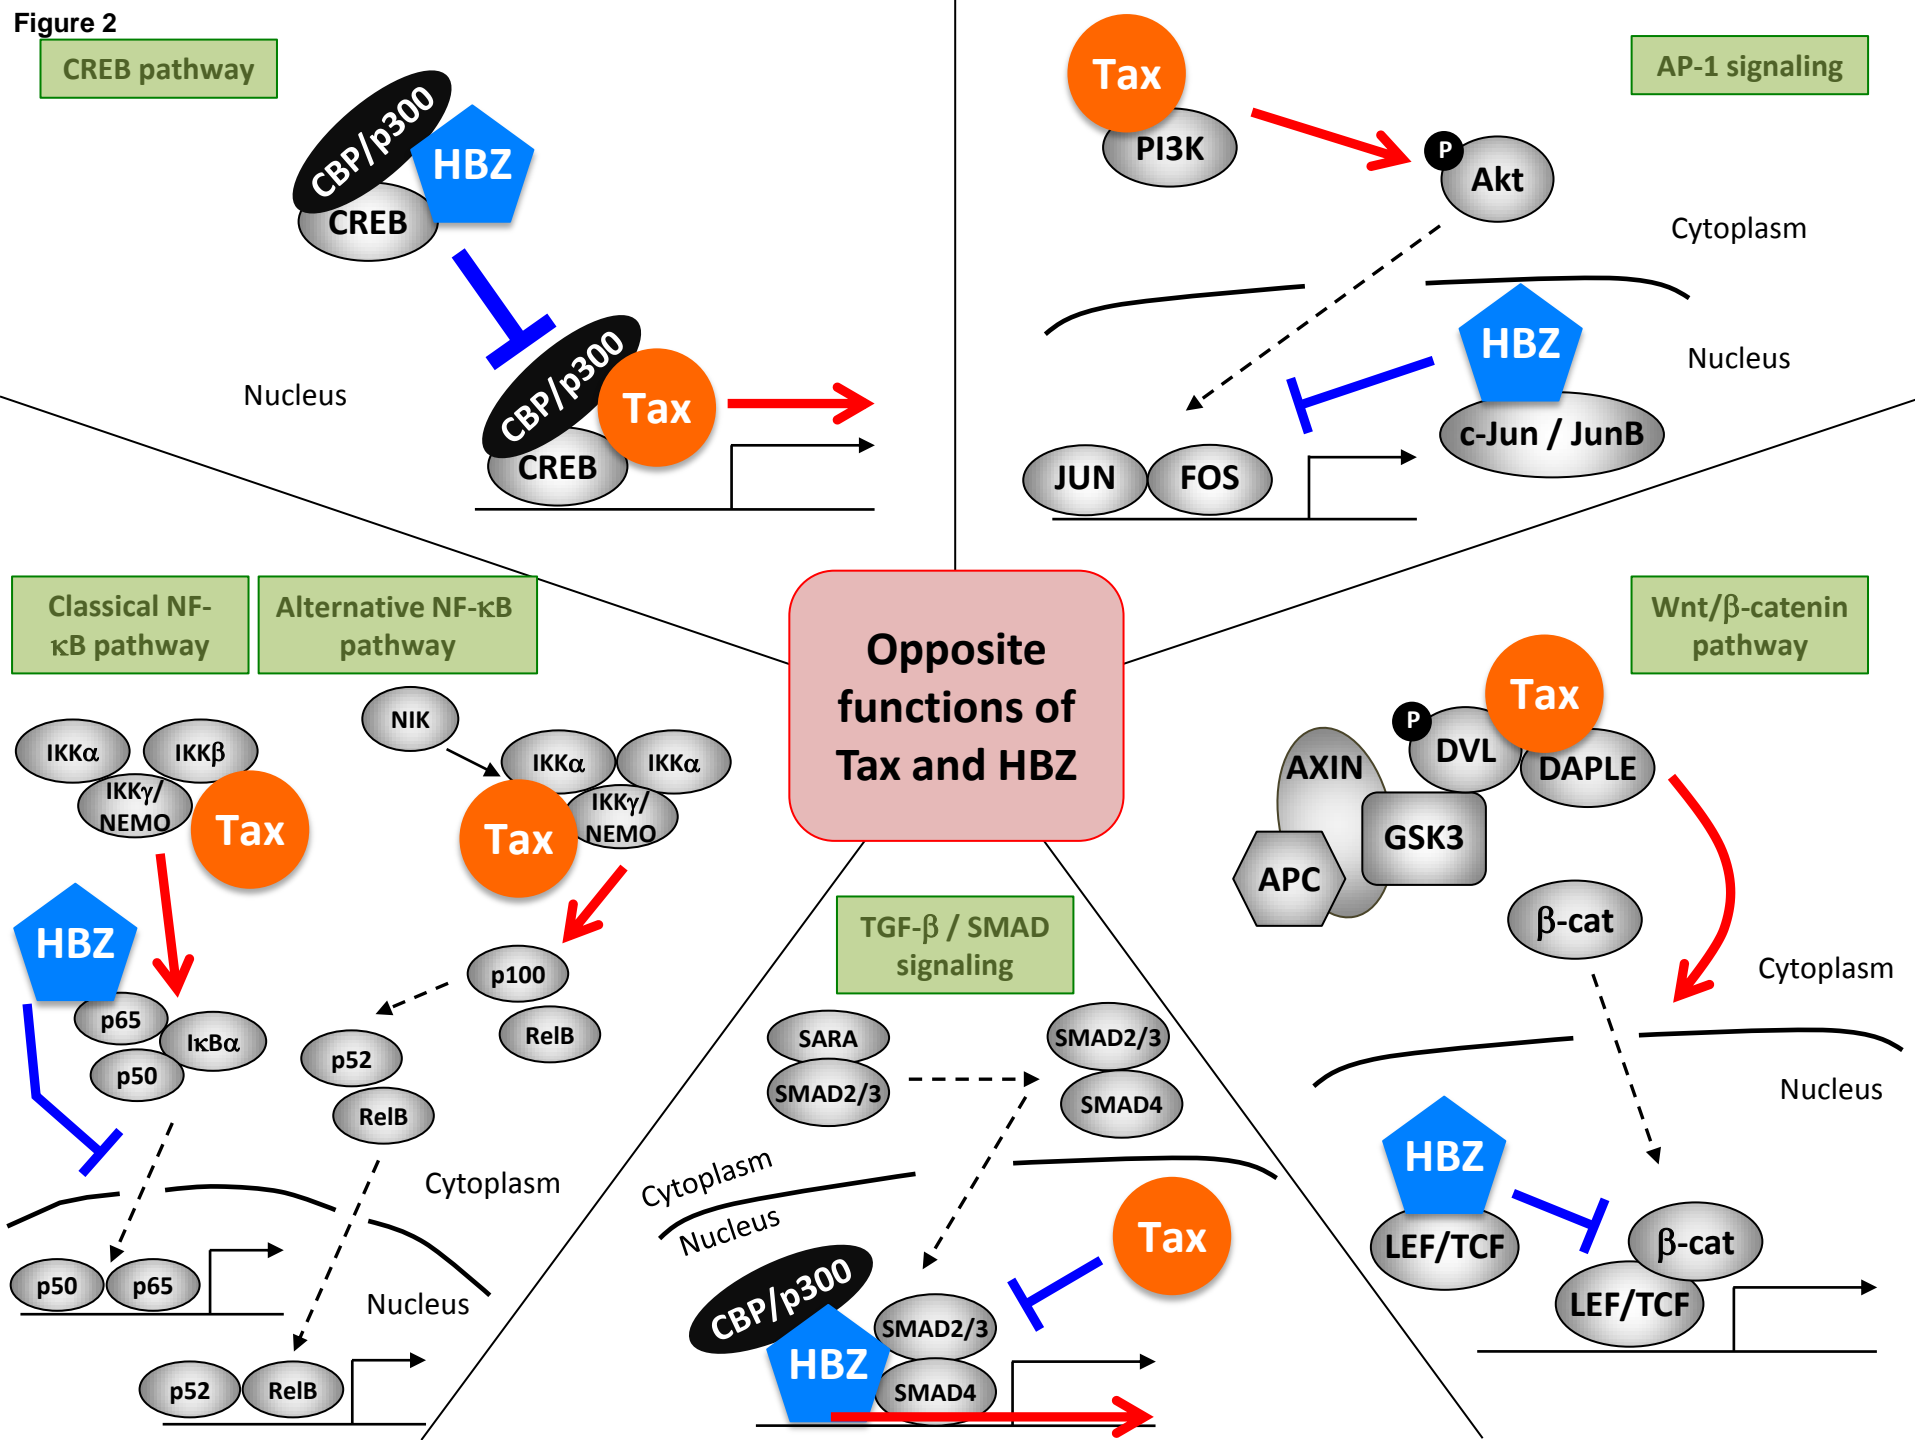 Figure 2
CREB pathway
CBP/p300
HBZ
CREB
CBP/p300
Tax
CREB
Nucleus
Tax
PI3K
P
Akt
AP-1 signaling
Cytoplasm
Nucleus
HBZ
c-Jun / JunB
JUN
FOS
Classical NF-
κB pathway
Alternative NF-κB
pathway
IKKα
IKKβ
IKKγ/
NEMO
Tax
HBZ
p65
IκBα
p50
NIK
IKKα
IKKα
IKKγ/
NEMO
Tax
p100
RelB
p52
RelB
Cytoplasm
Nucleus
p50
p65
p52
RelB
Opposite
functions of
Tax and HBZ
TGF-β / SMAD
signaling
SARA
SMAD2/3
SMAD2/3
SMAD4
Cytoplasm
Nucleus
Tax
CBP/p300
HBZ
SMAD2/3
SMAD4
Wnt/β-catenin
pathway
Tax
P
DVL
DAPLE
AXIN
GSK3
APC
β-cat
Cytoplasm
Nucleus
HBZ
LEF/TCF
β-cat
LEF/TCF